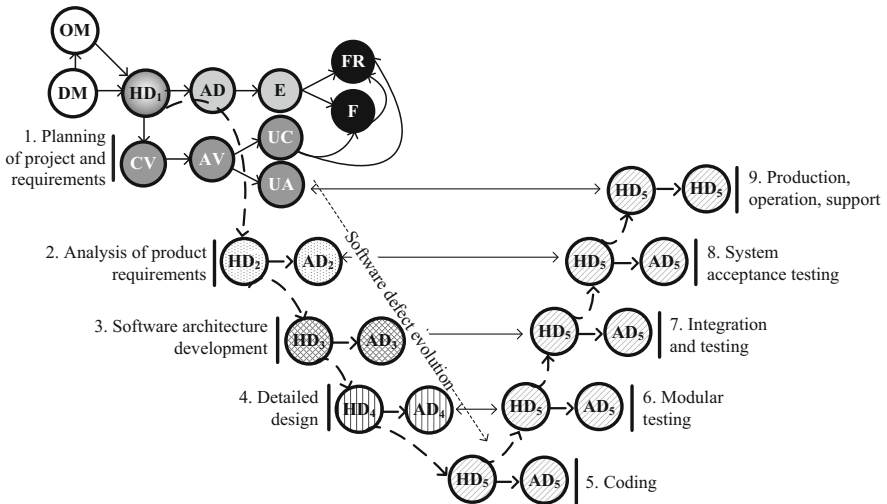 OM
FR
DM
HD1
AD
E
F
1. Planning
of project and
requirements
UC
CV
AV
UA
HD5
HD5
9. Production,
operation, support
2. Analysis of product
requirements
HD2
AD2
Software defect evolution
HD5
AD5
8. System
acceptance testing
3. Software architecture
development
HD3
AD3
HD5
AD5
7. Integration
and testing
4. Detailed
design
HD4
AD4
HD5
AD5
6. Modular
testing
HD5
AD5
5. Coding